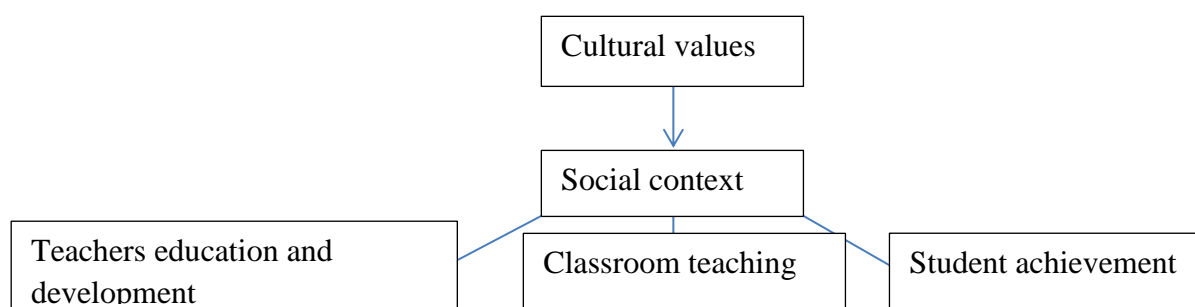 Cultural values
Social context
Teachers education and
development
Classroom teaching
Student achievement